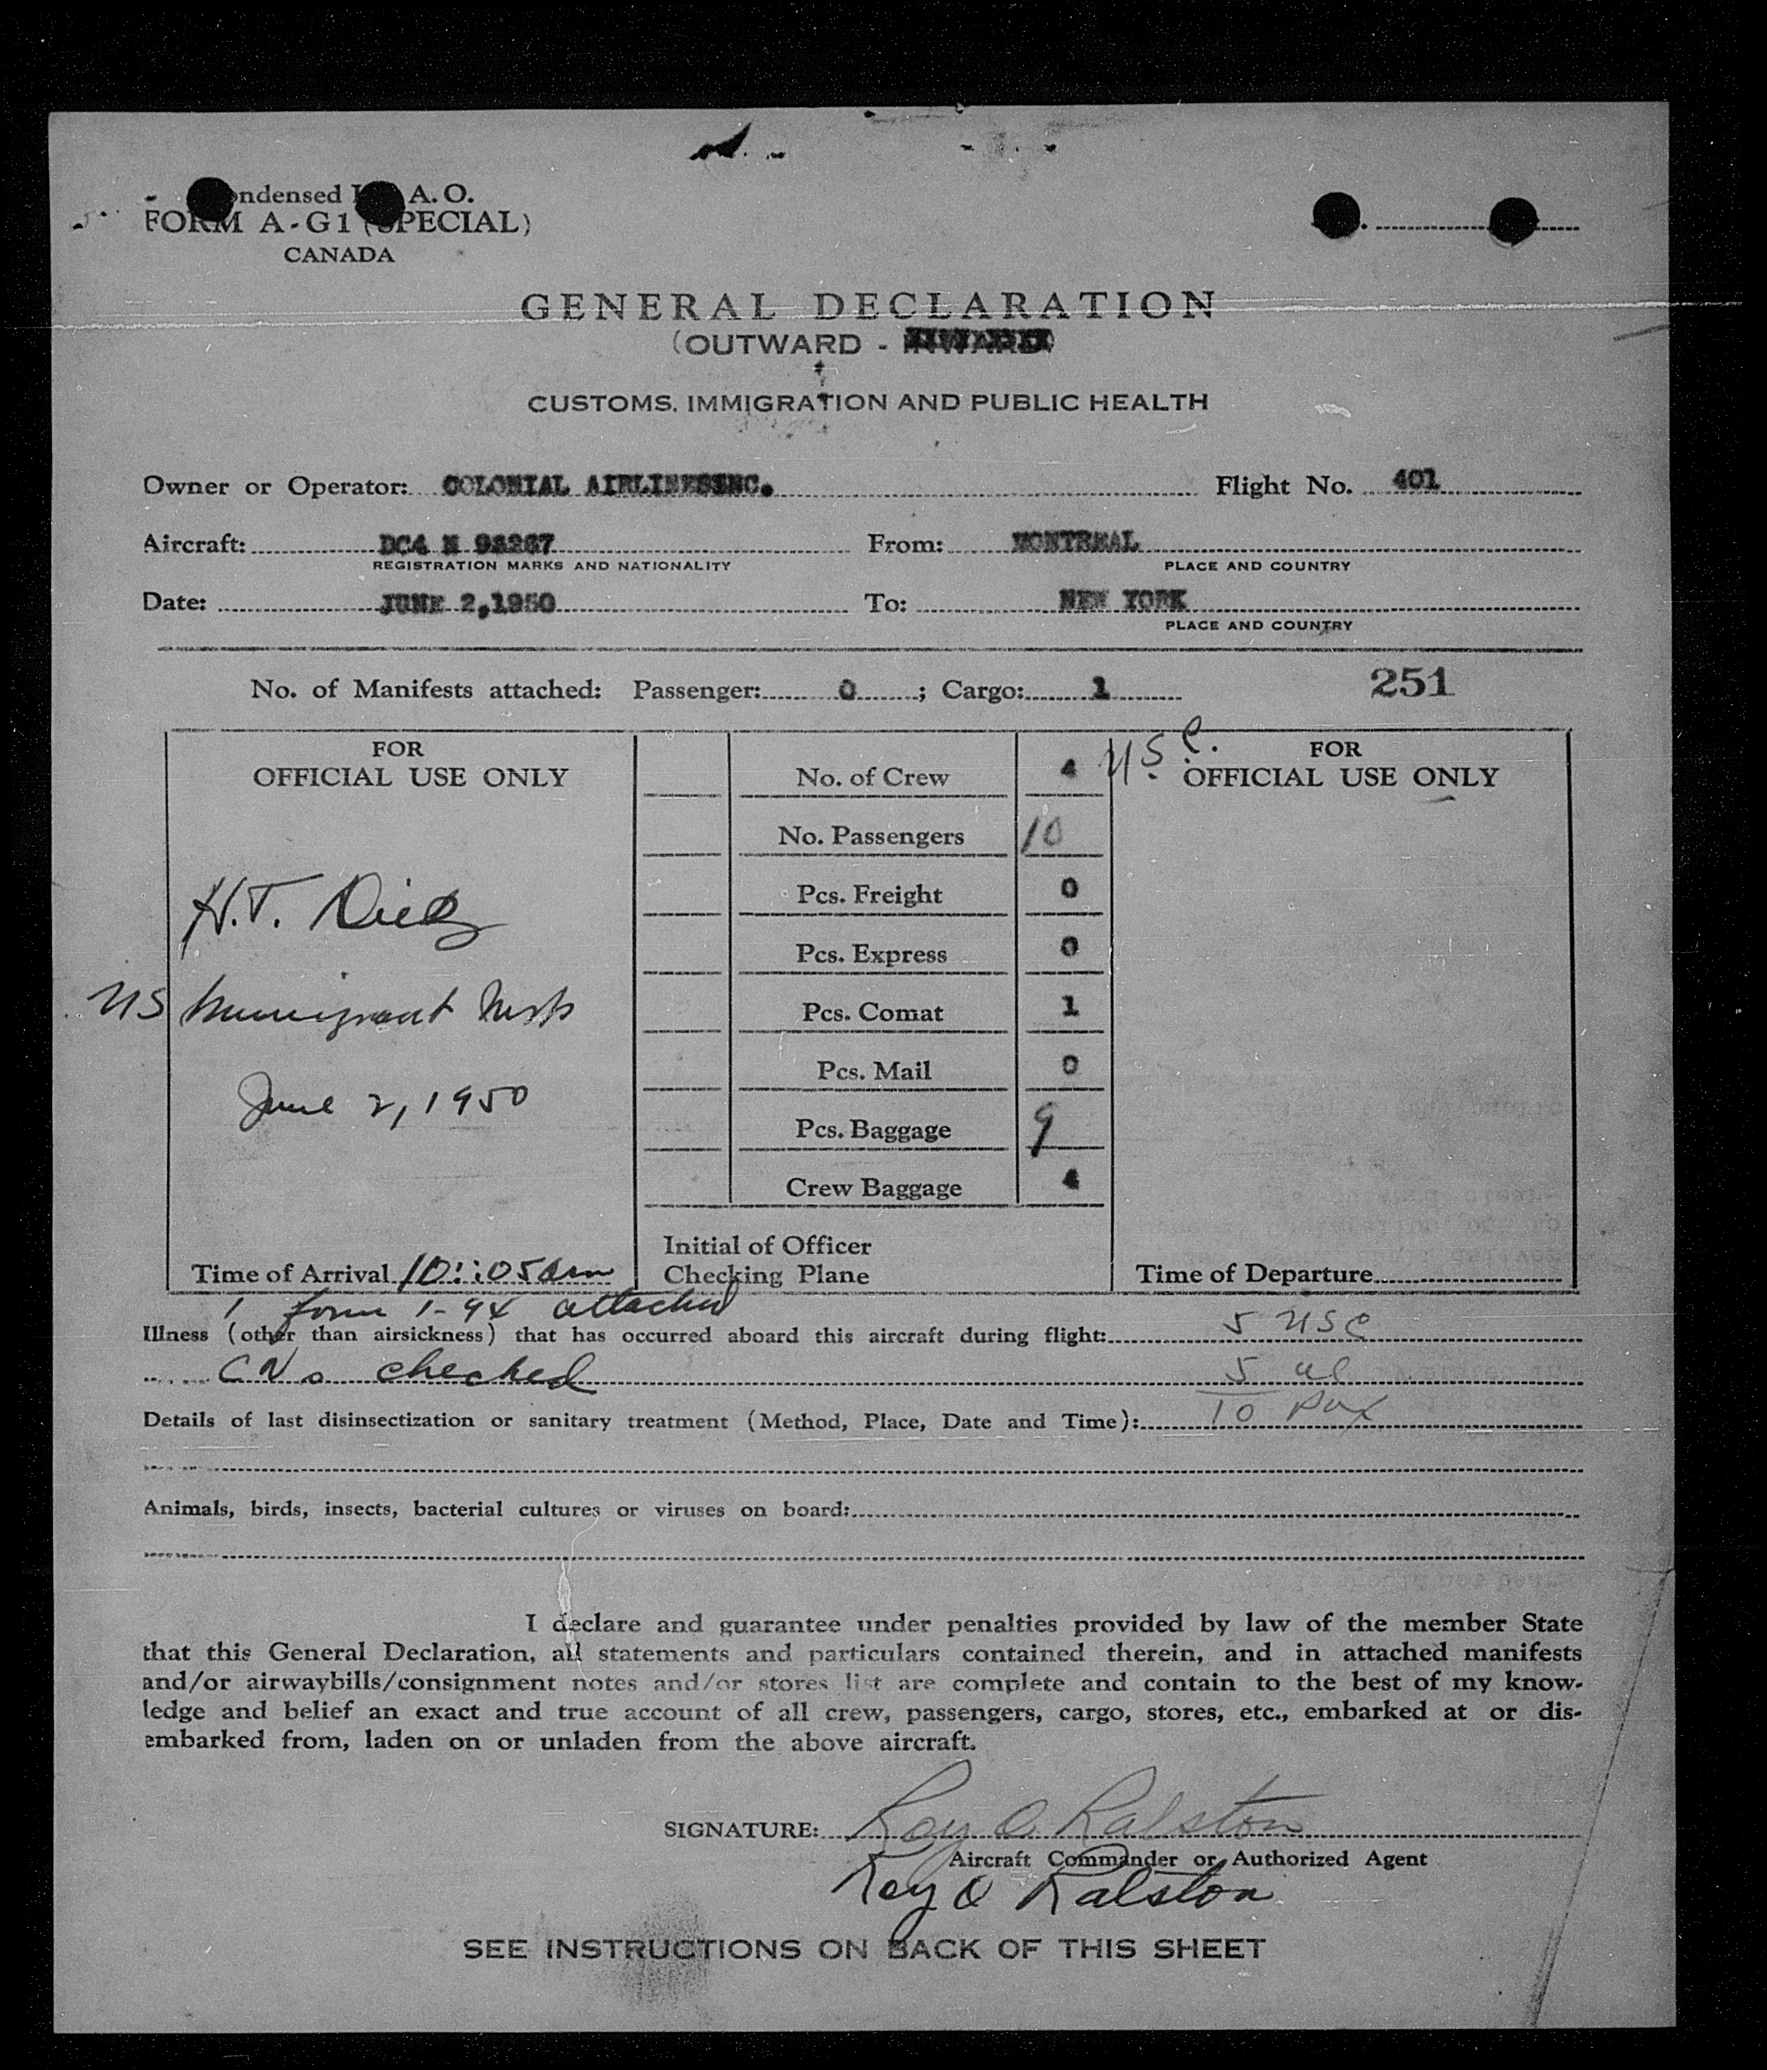 ondensed I A. O.
FORM A-G1 (SPECIAL)
CANADA
GENERAL DECLARATION
(OUTWARD - INWARD)
CUSTOMS, IMMIGRATION AND PUBLIC HEALTH
Owner or Operator: COLONIAL AIRLINESINC. Flight No. 401
Aircraft: DC4 N 93267 From: MONTREAL
REGISTRATION MARKS AND NATIONALITY PLACE AND COUNTRY
Date: JUNE 2,1950 To: NEW YORK
PLACE AND COUNTRY
No. of Manifests attached: Passenger: 0 ; Cargo: 1 251
FOR
OFFICIAL USE ONLY
H.T.
US Immigrant Insp
June 2, 1950
Time of Arrival 10:05am
No. of Crew 4
No. Passengers 10
Pcs. Freight 0
Pcs. Express 0
Pcs. Comat 1
Pcs. Mail 0
Pcs. Baggage 9
Crew Baggage 4
Initial of Officer
Checking Plane
U.S.C.
FOR
OFFICIAL USE ONLY
Time of Departure
1 form I-94 attached
Illness (other than airsickness) that has occurred aboard this aircraft during flight: 5 USC
checked 5 al
Details of last disinsectization or sanitary treatment (Method, Place, Date and Time): 10 pax
Animals, birds, insects, bacterial cultures or viruses on board:
I declare and guarantee under penalties provided by law of the member State
that this General Declaration, all statements and particulars contained therein, and in attached manifests
and/or airwaybills/consignment notes and/or stores list are complete and contain to the best of my know-
ledge and belief an exact and true account of all crew, passengers, cargo, stores, etc., embarked at or dis-
embarked from, laden on or unladen from the above aircraft.
SIGNATURE: Roy O Ralston
Aircraft Commander or Authorized Agent
Roy O Ralston
SEE INSTRUCTIONS ON BACK OF THIS SHEET